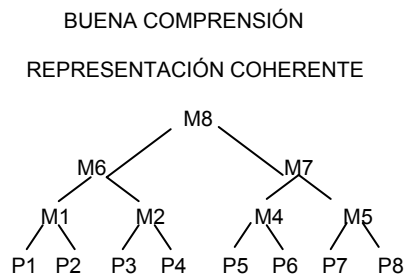 BUENA COMPRENSIÓN
REPRESENTACIÓN COHERENTE
M8
M6 M7
M1 M2 M4 M5
P1 P2 P3 P4 P5 P6 P7 P8